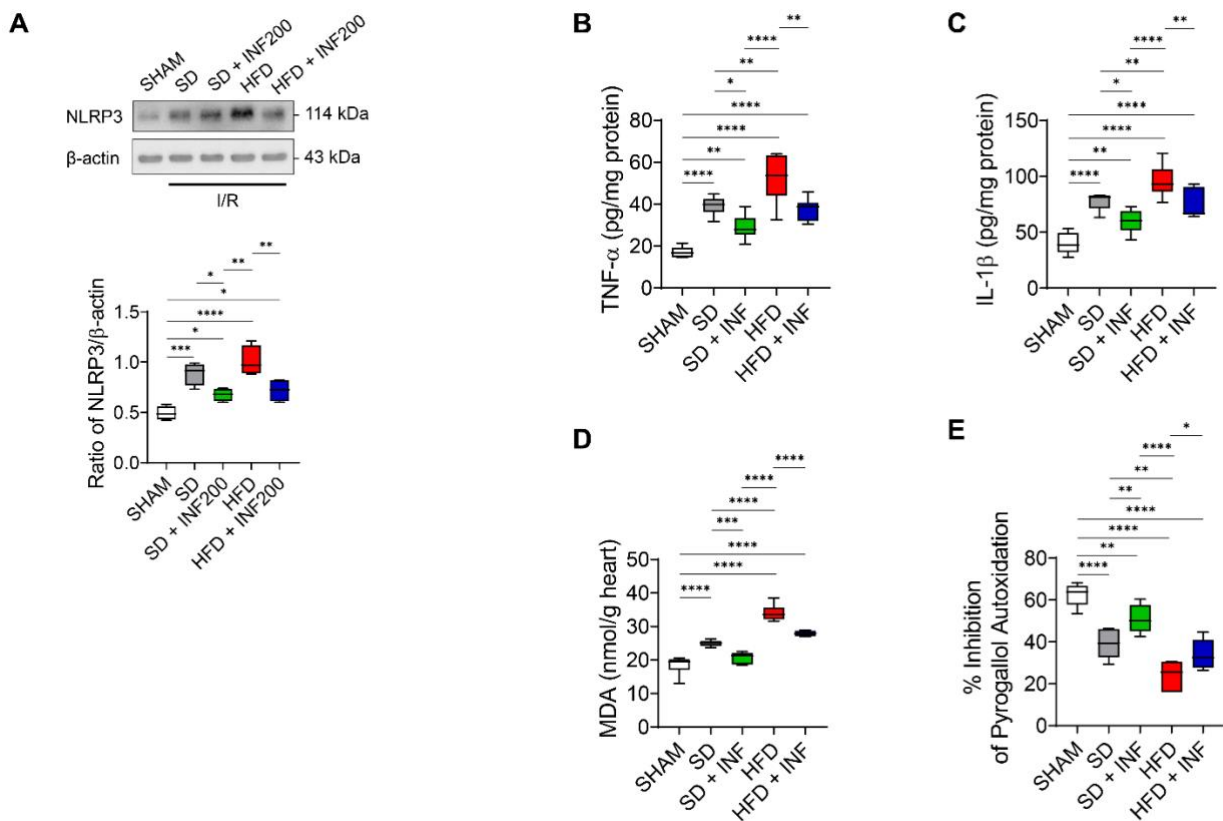 A
SHAM
SD
SD + INF200
HFD
HFD + INF200
NLRP3
114 kDa
β-actin
43 kDa
I/R
**
*
**
*
****
*
***
Ratio of NLRP3/β-actin
1.5
1.0
0.5
0.0
SHAM
SD
SD + INF200
HFD
HFD + INF200
B
**
****
**
*
****
****
**
****
TNF-α (pg/mg protein)
80
60
40
20
0
SHAM
SD
SD + INF
HFD
HFD + INF
C
**
****
**
*
****
****
**
****
IL-1β (pg/mg protein)
150
100
50
0
SHAM
SD
SD + INF
HFD
HFD + INF
D
****
****
****
***
****
****
****
MDA (nmol/g heart)
50
40
30
20
10
0
SHAM
SD
SD + INF
HFD
HFD + INF
E
*
****
**
**
****
****
**
****
% Inhibition
of Pyrogallol Autoxidation
80
60
40
20
0
SHAM
SD
SD + INF
HFD
HFD + INF